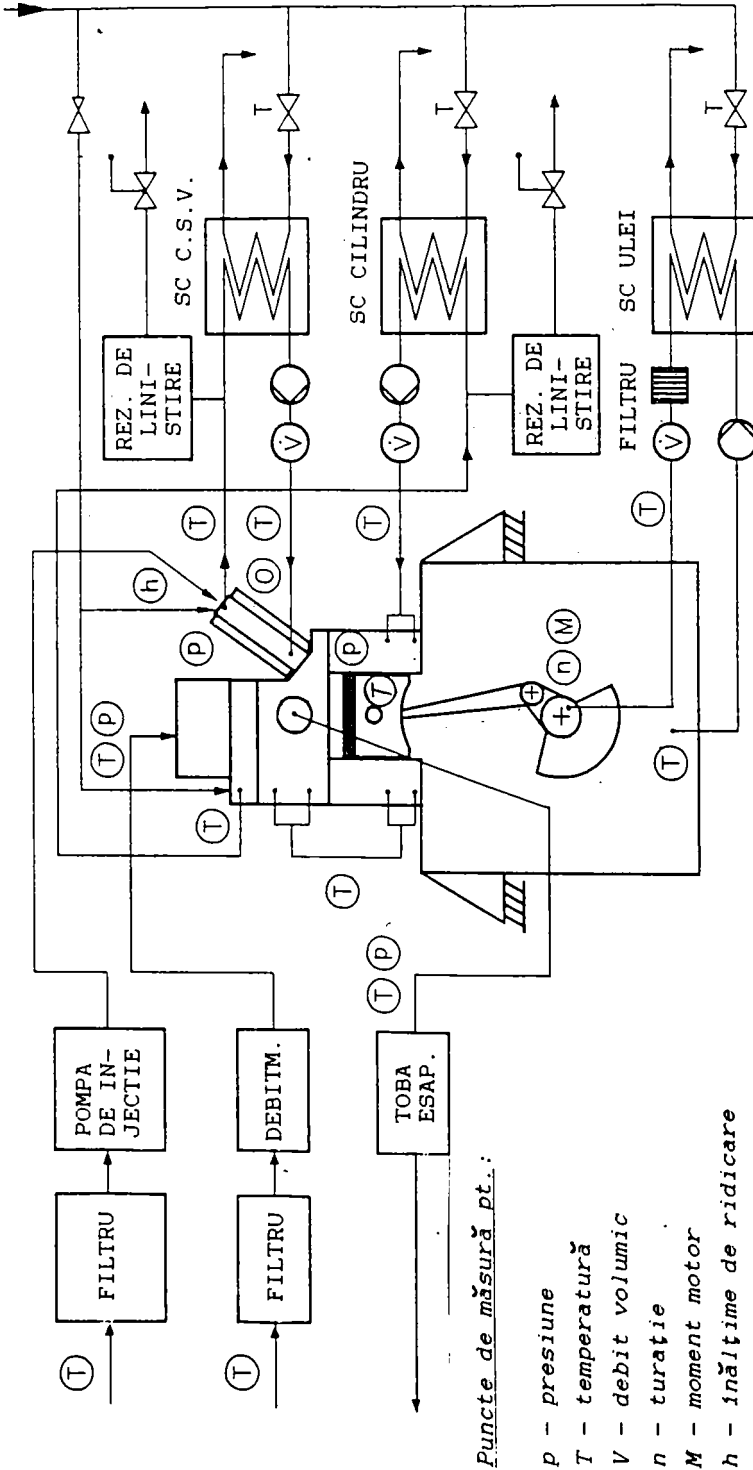 T
FILTRU
POMPA
DE IN-
JECTIE
T
FILTRU
DEBITM.
TOBA
ESAP.
T p
T p
T
T
h
p
O
T
T
T
p
T
n M
T
T
REZ. DE
LINI-
STIRE
SC C.S.V.
V̇
T
SC CILINDRU
V̇
T
REZ. DE
LINI-
STIRE
FILTRU
SC ULEI
V̇
T
Puncte de măsură pt.:
p - presiune
T - temperatură
V - debit volumic
n - turație
M - moment motor
h - înălțime de ridicare